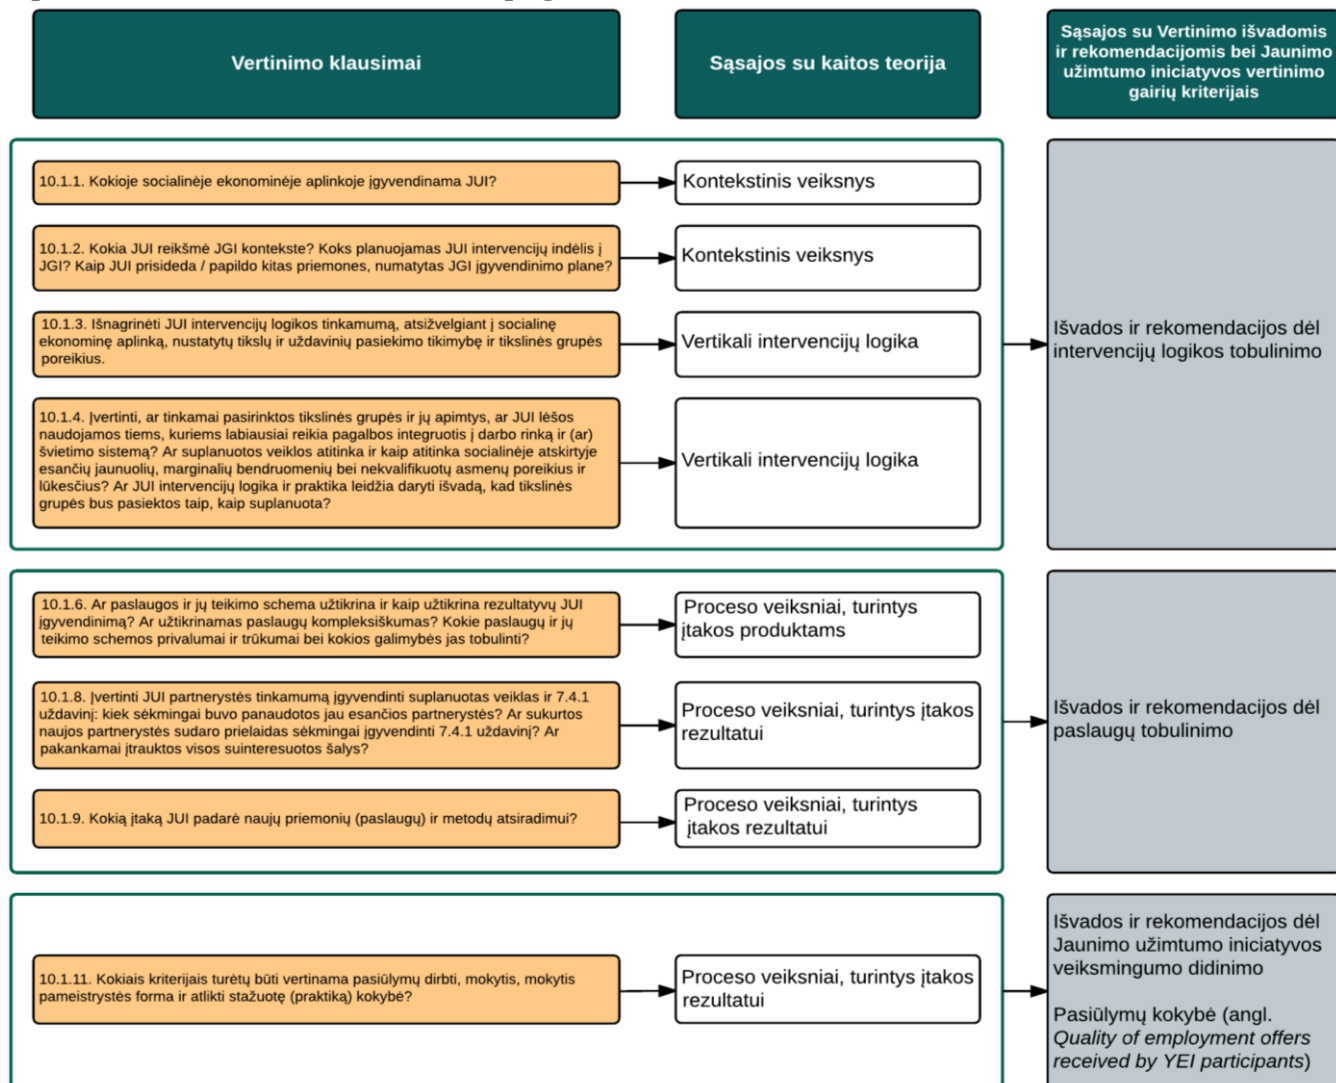 Vertinimo klausimai
Sąsajos su kaitos teorija
Sąsajos su Vertinimo išvadomis
ir rekomendacijomis bei Jaunimo
užimtumo iniciatyvos vertinimo
gairių kriterijais
10.1.1. Kokioje socialinėje ekonominėje aplinkoje įgyvendinama JUI?
Kontekstinis veiksnys
10.1.2. Kokia JUI reikšmė JGI kontekste? Koks planuojamas JUI intervencijų indėlis į
JGI? Kaip JUI prisideda / papildo kitas priemones, numatytas JGI įgyvendinimo plane?
Kontekstinis veiksnys
10.1.3. Išnagrinėti JUI intervencijų logikos tinkamumą, atsižvelgiant į socialinę
ekonominę aplinką, nustatytų tikslų ir uždavinių pasiekimo tikimybę ir tikslinės grupės
poreikius.
Vertikali intervencijų logika
10.1.4. Įvertinti, ar tinkamai pasirinktos tikslinės grupės ir jų apimtys, ar JUI lėšos
naudojamos tiems, kuriems labiausiai reikia pagalbos integruotis į darbo rinką ir (ar)
švietimo sistemą? Ar suplanuotos veiklos atitinka ir kaip atitinka socialinėje atskirtyje
esančių jaunuolių, marginalių bendruomenių bei nekvalifikuotų asmenų poreikius ir
lūkesčius? Ar JUI intervencijų logika ir praktika leidžia daryti išvadą, kad tikslinės
grupės bus pasiektos taip, kaip suplanuota?
Vertikali intervencijų logika
Išvados ir rekomendacijos dėl
intervencijų logikos tobulinimo
10.1.6. Ar paslaugos ir jų teikimo schema užtikrina ir kaip užtikrina rezultatyvų JUI
įgyvendinimą? Ar užtikrinamas paslaugų kompleksiškumas? Kokie paslaugų ir jų
teikimo schemos privalumai ir trūkumai bei kokios galimybės jas tobulinti?
Proceso veiksniai, turintys
įtakos produktams
10.1.8. Įvertinti JUI partnerystės tinkamumą įgyvendinti suplanuotas veiklas ir 7.4.1
uždavinį: kiek sėkmingai buvo panaudotos jau esančios partnerystės? Ar sukurtos
naujos partnerystės sudaro prielaidas sėkmingai įgyvendinti 7.4.1 uždavinį? Ar
pakankamai įtrauktos visos suinteresuotos šalys?
Proceso veiksniai, turintys įtakos
rezultatui
10.1.9. Kokią įtaką JUI padarė naujų priemonių (paslaugų) ir metodų atsiradimui?
Proceso veiksniai, turintys
įtakos rezultatui
Išvados ir rekomendacijos dėl
paslaugų tobulinimo
10.1.11. Kokiais kriterijais turėtų būti vertinama pasiūlymų dirbti, mokytis, mokytis
pameistrystės forma ir atlikti stažuotę (praktiką) kokybė?
Proceso veiksniai, turintys įtakos
rezultatui
Išvados ir rekomendacijos dėl
Jaunimo užimtumo iniciatyvos
veiksmingumo didinimo
Pasiūlymų kokybė (angl.
Quality of employment offers
received by YEI participants)